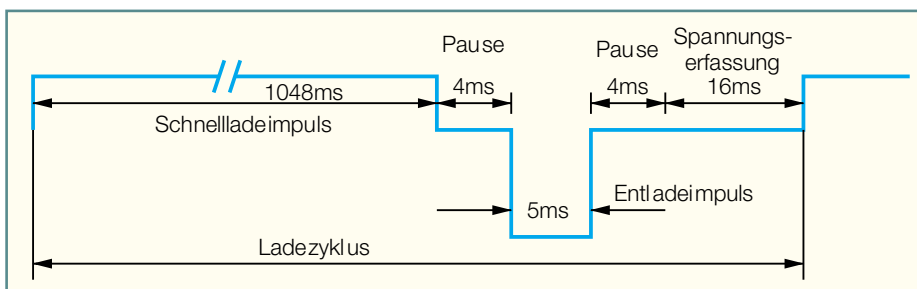 Pause
4ms
Pause
4ms
Spannungs-
erfassung
16ms
1048ms
Schnellladeimpuls
5ms
Entladeimpuls
Ladezyklus